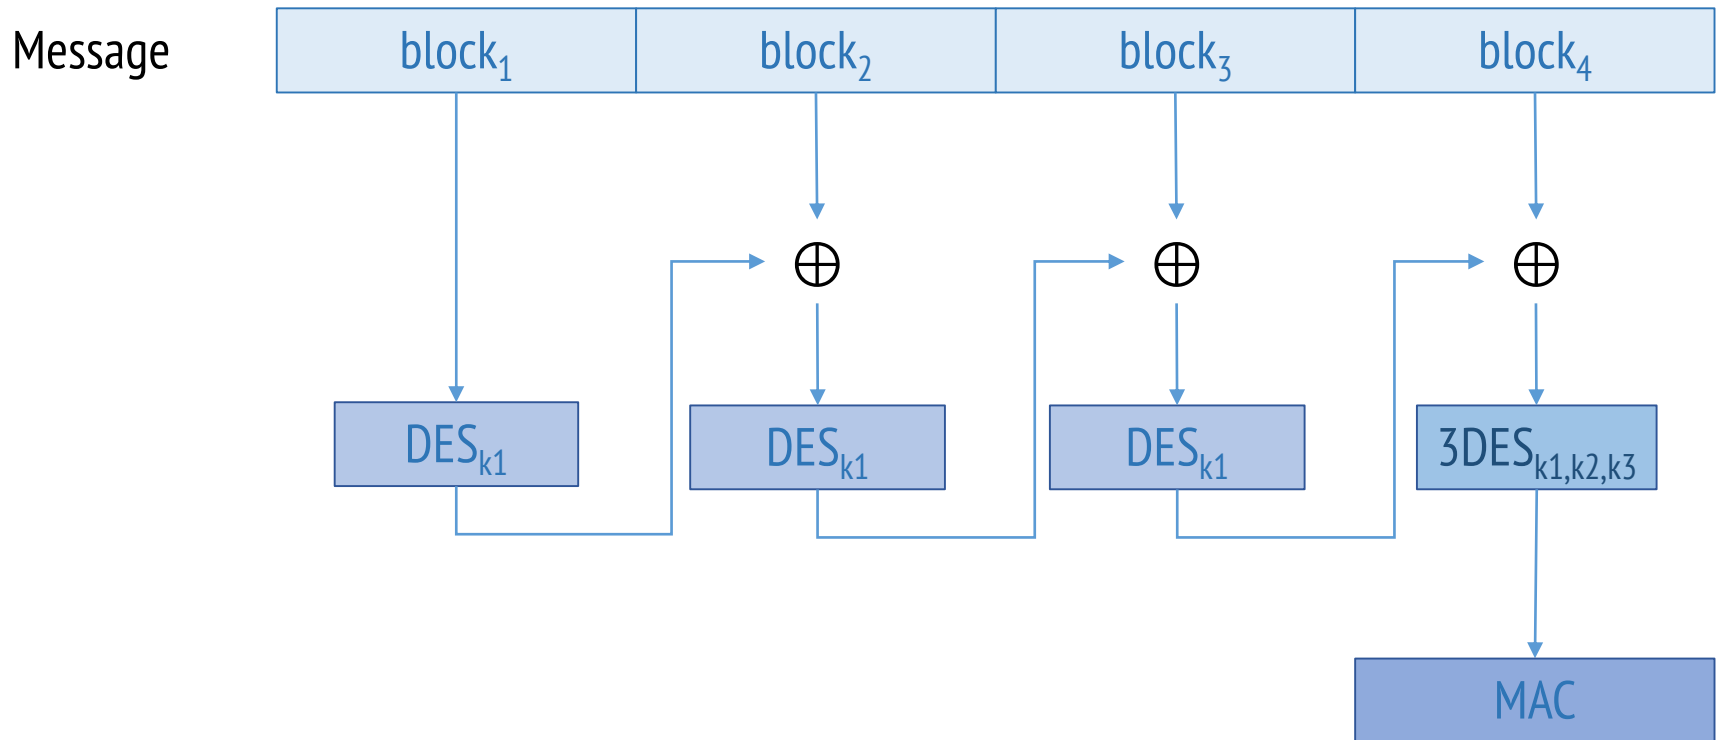 Message block₁ block₂ block₃ block₄
DESₖ₁ DESₖ₁ DESₖ₁ 3DESₖ₁,ₖ₂,ₖ₃
MAC